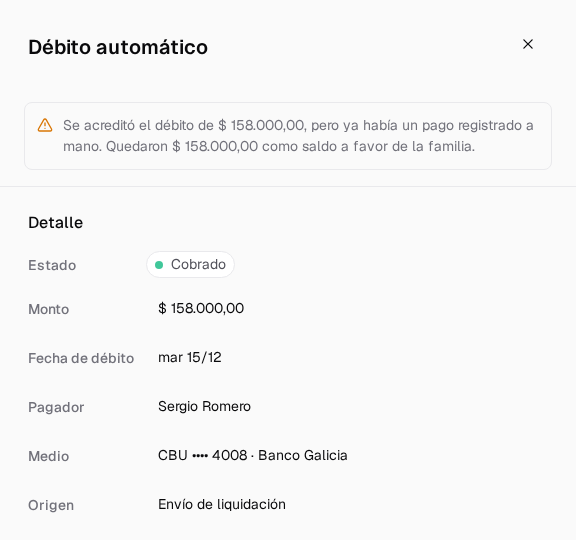 Débito automático
Se acreditó el débito de $ 158.000,00, pero ya había un pago registrado a
mano. Quedaron $ 158.000,00 como saldo a favor de la familia.
Detalle
Estado Cobrado
Monto $ 158.000,00
Fecha de débito mar 15/12
Pagador Sergio Romero
Medio CBU •••• 4008 · Banco Galicia
Origen Envío de liquidación